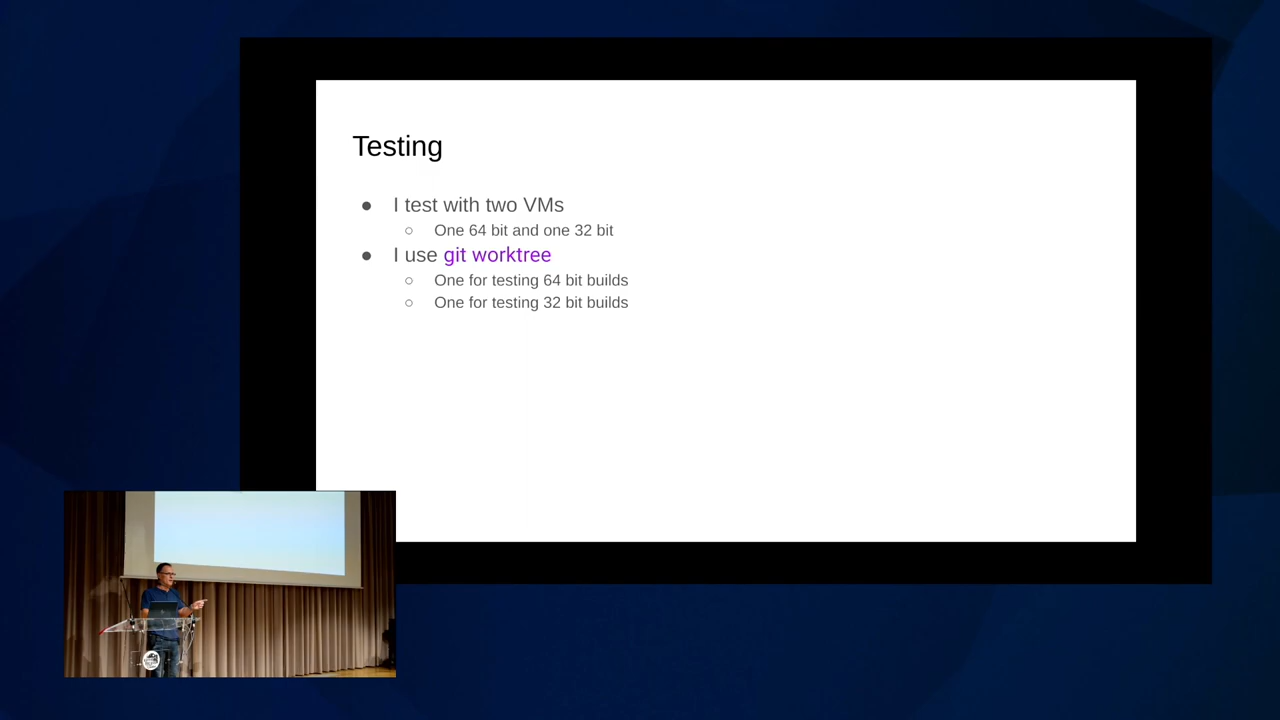 Testing
● I test with two VMs
○ One 64 bit and one 32 bit
● I use git worktree
○ One for testing 64 bit builds
○ One for testing 32 bit builds